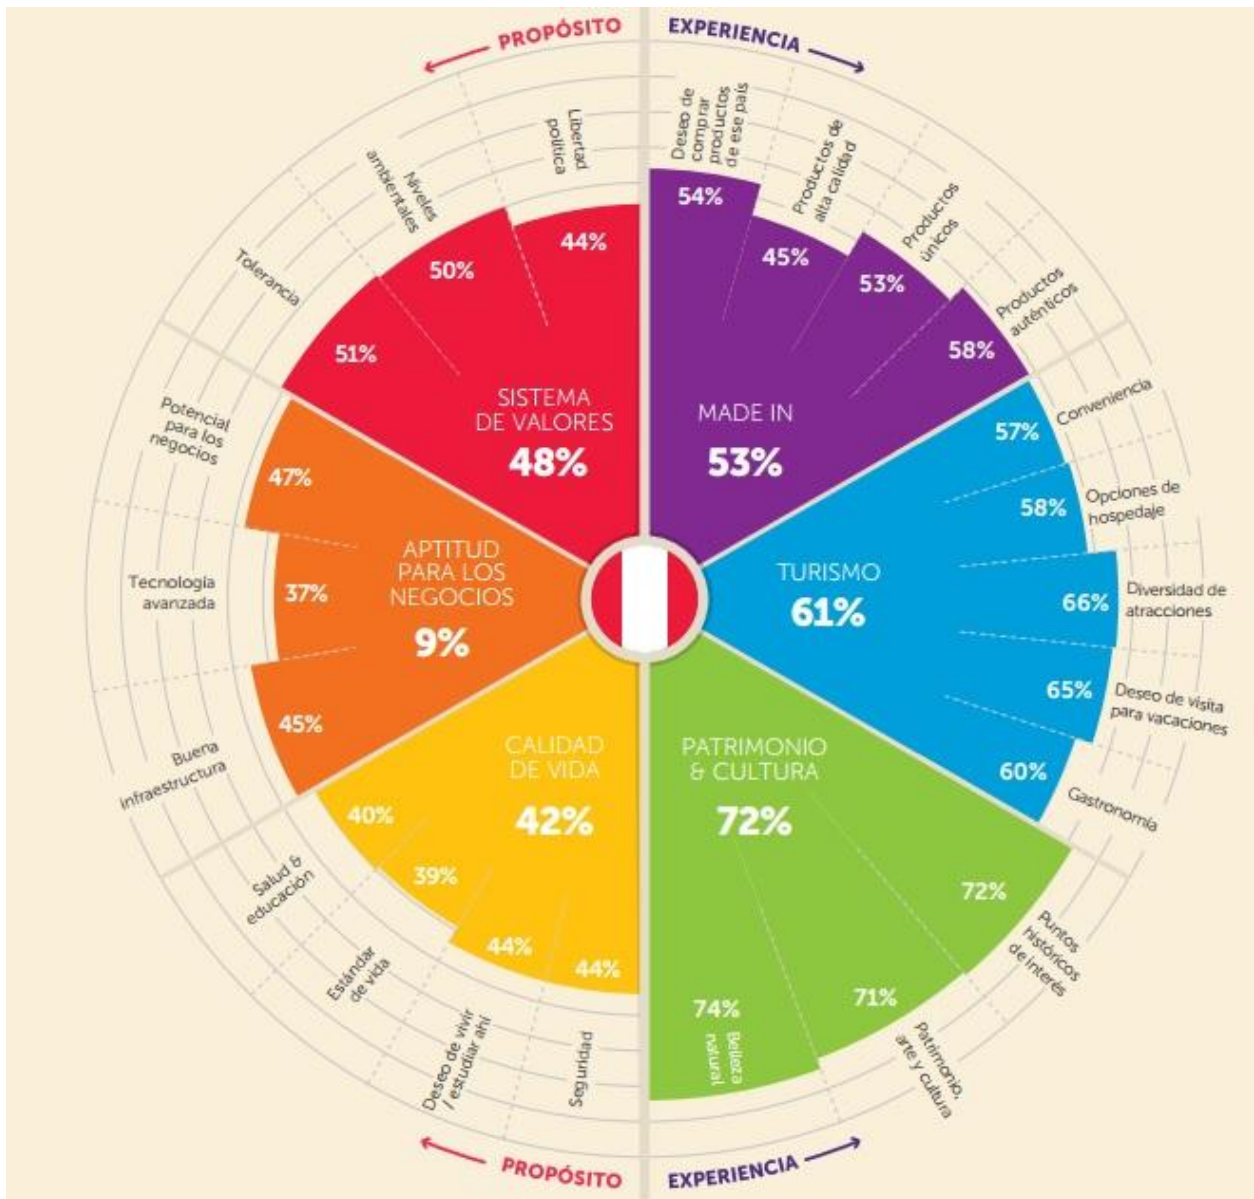 PROPÓSITO
EXPERIENCIA
Deseo de
comprar
productos
de ese país
54%
Productos de
alta calidad
45%
Productos
únicos
53%
Productos
auténticos
58%
MADE IN
53%
Conveniencia
57%
Opciones de
hospedaje
58%
Diversidad de
atracciones
66%
Deseo de visita
para vacaciones
65%
Gastronomía
60%
TURISMO
61%
Puntos
históricos
de interés
72%
Patrimonio,
arte y cultura
71%
Belleza
natural
74%
PATRIMONIO
& CULTURA
72%
Seguridad
44%
Deseo de vivir
/ estudiar ahí
44%
Estándar
de vida
39%
Salud &
educación
40%
CALIDAD
DE VIDA
42%
Buena
infraestructura
45%
Tecnología
avanzada
37%
Potencial
para los
negocios
47%
APTITUD
PARA LOS
NEGOCIOS
9%
Tolerancia
51%
Niveles
ambientales
50%
Libertad
política
44%
SISTEMA
DE VALORES
48%
PROPÓSITO
EXPERIENCIA